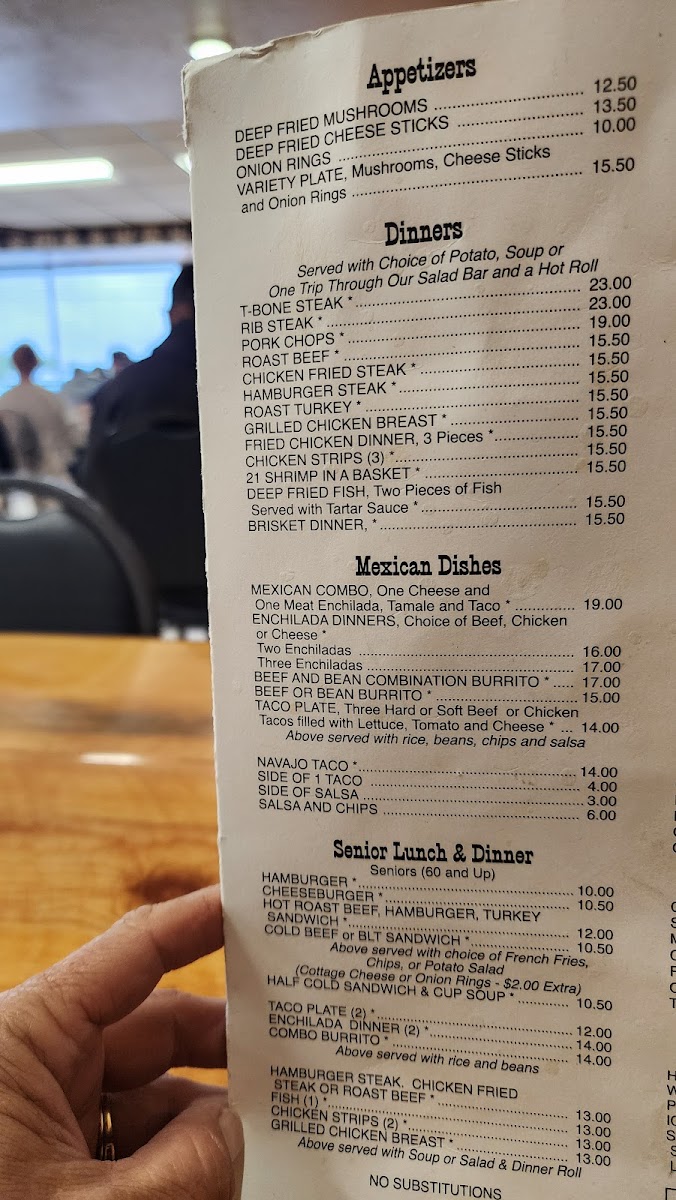 Appetizers
DEEP FRIED MUSHROOMS ........ 12.50
DEEP FRIED CHEESE STICKS ........ 13.50
ONION RINGS ........ 10.00
VARIETY PLATE, Mushrooms, Cheese Sticks
and Onion Rings ........ 15.50
Dinners
Served with Choice of Potato, Soup or
One Trip Through Our Salad Bar and a Hot Roll
T-BONE STEAK * ........ 23.00
RIB STEAK * ........ 23.00
PORK CHOPS * ........ 19.00
ROAST BEEF * ........ 15.50
CHICKEN FRIED STEAK * ........ 15.50
HAMBURGER STEAK * ........ 15.50
ROAST TURKEY * ........ 15.50
GRILLED CHICKEN BREAST * ........ 15.50
FRIED CHICKEN DINNER, 3 Pieces * ........ 15.50
CHICKEN STRIPS (3) * ........ 15.50
21 SHRIMP IN A BASKET * ........ 15.50
DEEP FRIED FISH, Two Pieces of Fish
Served with Tartar Sauce * ........ 15.50
BRISKET DINNER, * ........ 15.50
Mexican Dishes
MEXICAN COMBO, One Cheese and
One Meat Enchilada, Tamale and Taco * ........ 19.00
ENCHILADA DINNERS, Choice of Beef, Chicken
or Cheese *
Two Enchiladas ........ 16.00
Three Enchiladas ........ 17.00
BEEF AND BEAN COMBINATION BURRITO * ..... 17.00
BEEF OR BEAN BURRITO * ........ 15.00
TACO PLATE, Three Hard or Soft Beef or Chicken
Tacos filled with Lettuce, Tomato and Cheese * ... 14.00
Above served with rice, beans, chips and salsa
NAVAJO TACO * ........ 14.00
SIDE OF 1 TACO ........ 4.00
SIDE OF SALSA ........ 3.00
SALSA AND CHIPS ........ 6.00
Senior Lunch & Dinner
Seniors (60 and Up)
HAMBURGER * ........ 10.00
CHEESEBURGER * ........ 10.50
HOT ROAST BEEF, HAMBURGER, TURKEY
SANDWICH * ........ 12.00
COLD BEEF or BLT SANDWICH * ........ 10.50
Above served with choice of French Fries,
Chips, or Potato Salad
(Cottage Cheese or Onion Rings - $2.00 Extra)
HALF COLD SANDWICH & CUP SOUP * ........ 10.50
TACO PLATE (2) * ........ 12.00
ENCHILADA DINNER (2) * ........ 14.00
COMBO BURRITO * ........ 14.00
Above served with rice and beans
HAMBURGER STEAK, CHICKEN FRIED
STEAK OR ROAST BEEF * ........ 13.00
FISH (1) * ........ 13.00
CHICKEN STRIPS (2) * ........ 13.00
GRILLED CHICKEN BREAST * ........ 13.00
Above served with Soup or Salad & Dinner Roll
NO SUBSTITUTIONS